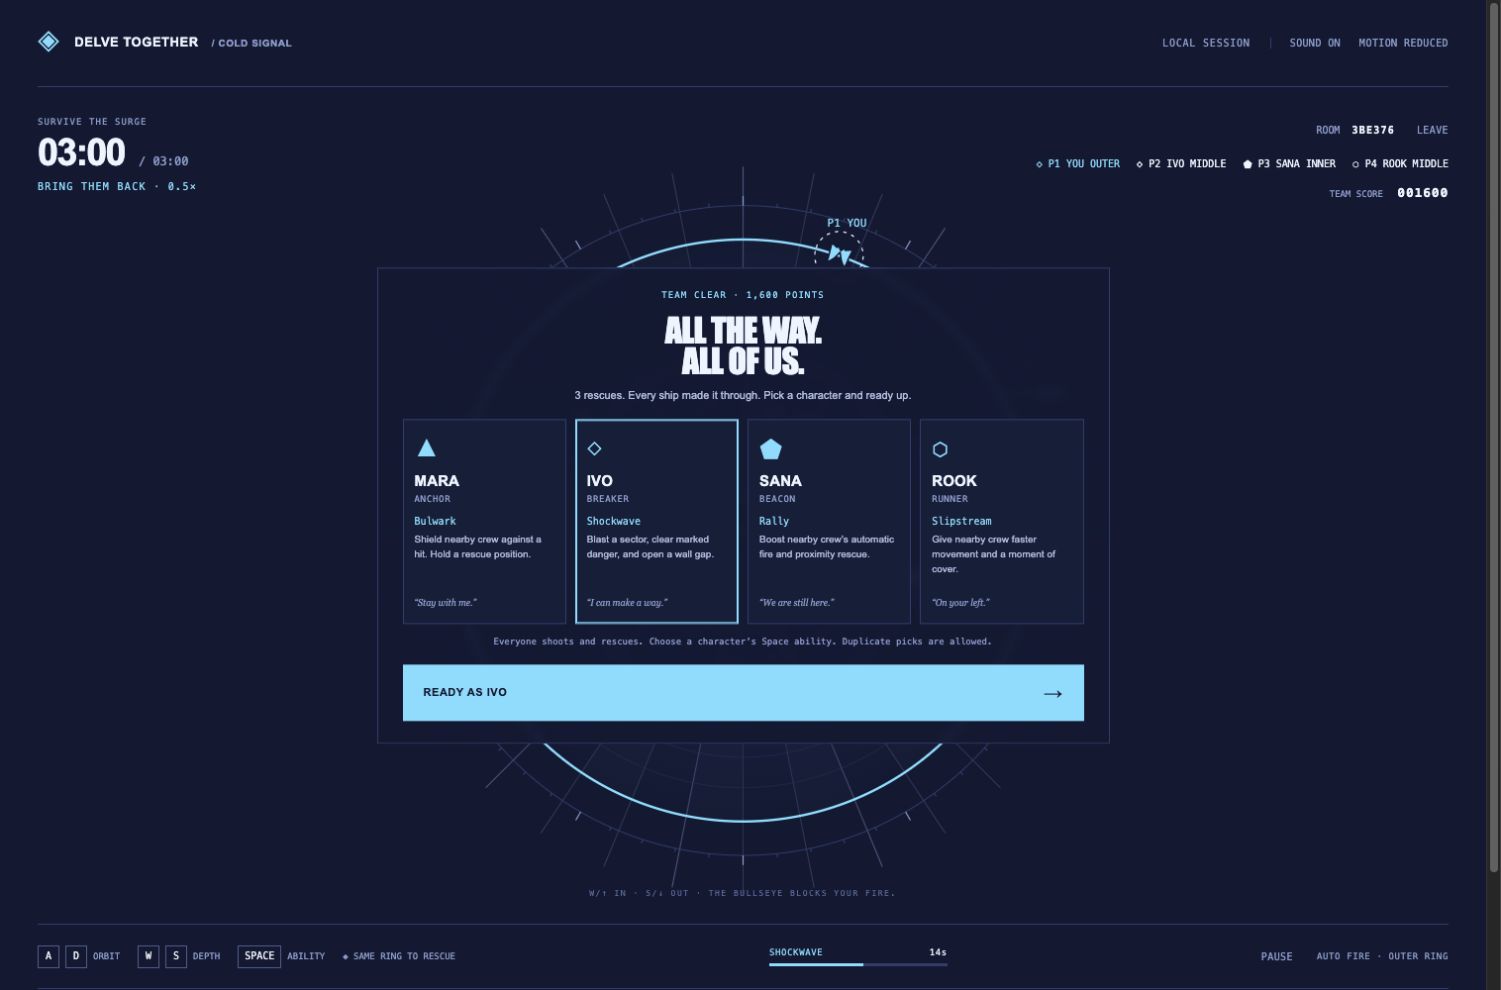 DELVE TOGETHER / COLD SIGNAL
LOCAL SESSION SOUND ON MOTION REDUCED
SURVIVE THE SURGE
03:00 / 03:00
BRING THEM BACK · 0.5×
ROOM 3BE376 LEAVE
P1 YOU OUTER P2 IVO MIDDLE P3 SANA INNER P4 ROOK MIDDLE
TEAM SCORE 001600
P1 YOU
TEAM CLEAR · 1,600 POINTS
ALL THE WAY.
ALL OF US.
3 rescues. Every ship made it through. Pick a character and ready up.
MARA
ANCHOR
Bulwark
Shield nearby crew against a
hit. Hold a rescue position.
“Stay with me.”
IVO
BREAKER
Shockwave
Blast a sector, clear marked
danger, and open a wall gap.
“I can make a way.”
SANA
BEACON
Rally
Boost nearby crew's automatic
fire and proximity rescue.
“We are still here.”
ROOK
RUNNER
Slipstream
Give nearby crew faster
movement and a moment of
cover.
“On your left.”
Everyone shoots and rescues. Choose a character's Space ability. Duplicate picks are allowed.
READY AS IVO →
W/↑ IN · S/↓ OUT · THE BULLSEYE BLOCKS YOUR FIRE.
A D ORBIT W S DEPTH SPACE ABILITY ◆ SAME RING TO RESCUE
SHOCKWAVE 14s
PAUSE AUTO FIRE · OUTER RING